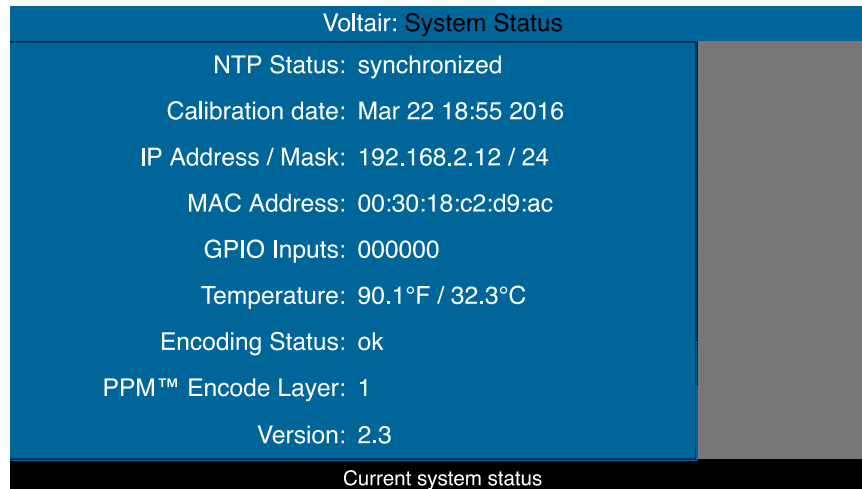 Voltair: System Status
NTP Status: synchronized
Calibration date: Mar 22 18:55 2016
IP Address / Mask: 192.168.2.12 / 24
MAC Address: 00:30:18:c2:d9:ac
GPIO Inputs: 000000
Temperature: 90.1°F / 32.3°C
Encoding Status: ok
PPM™ Encode Layer: 1
Version: 2.3
Current system status